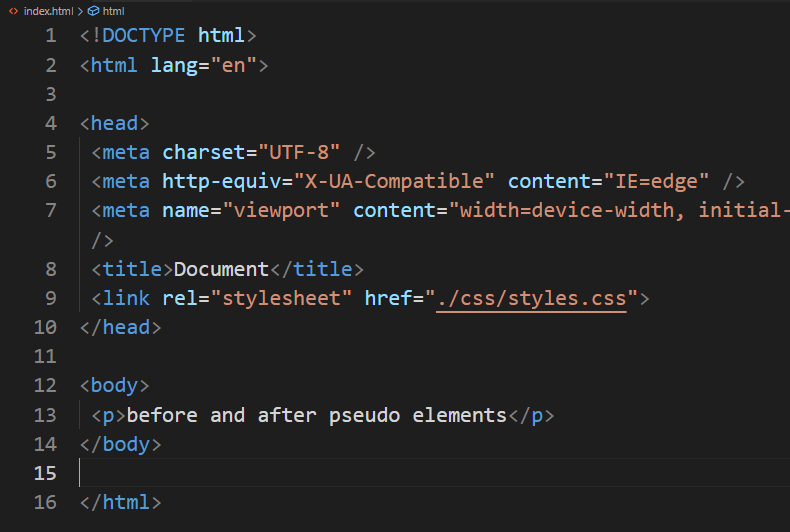 index.html > html
1 <!DOCTYPE html>
2 <html lang="en">
3
4 <head>
5 <meta charset="UTF-8" />
6 <meta http-equiv="X-UA-Compatible" content="IE=edge" />
7 <meta name="viewport" content="width=device-width, initial-
/>
8 <title>Document</title>
9 <link rel="stylesheet" href="./css/styles.css">
10 </head>
11
12 <body>
13 <p>before and after pseudo elements</p>
14 </body>
15
16 </html>